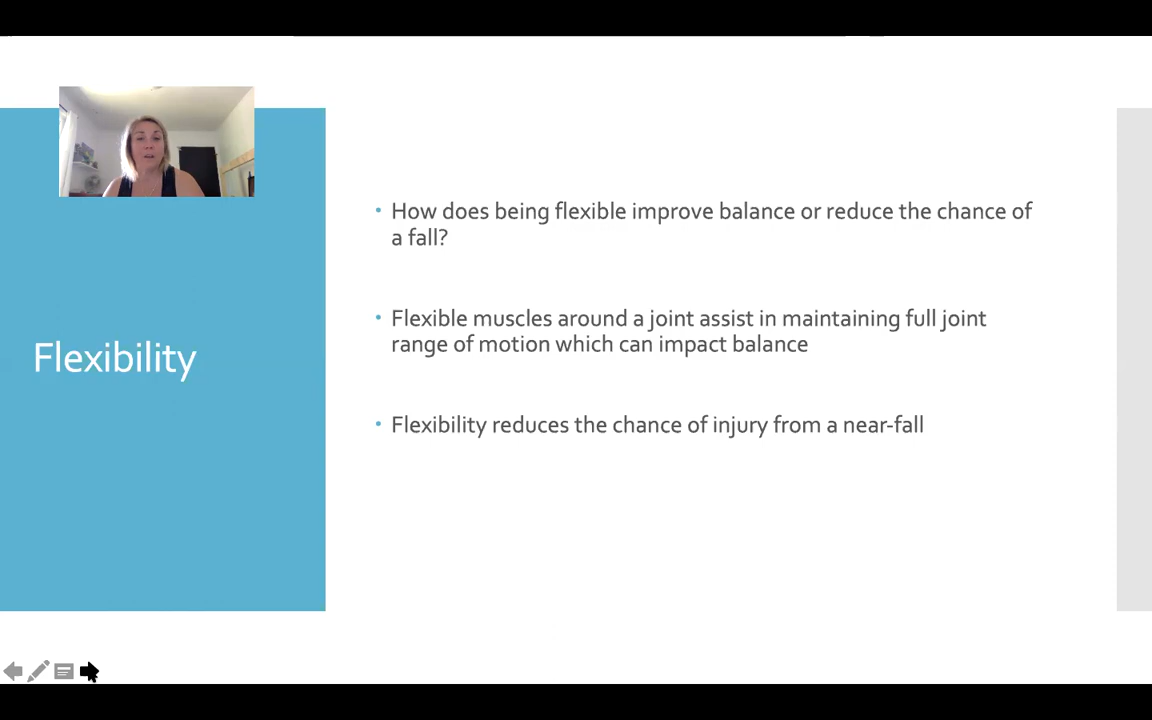 Flexibility
• How does being flexible improve balance or reduce the chance of
a fall?
• Flexible muscles around a joint assist in maintaining full joint
range of motion which can impact balance
• Flexibility reduces the chance of injury from a near-fall